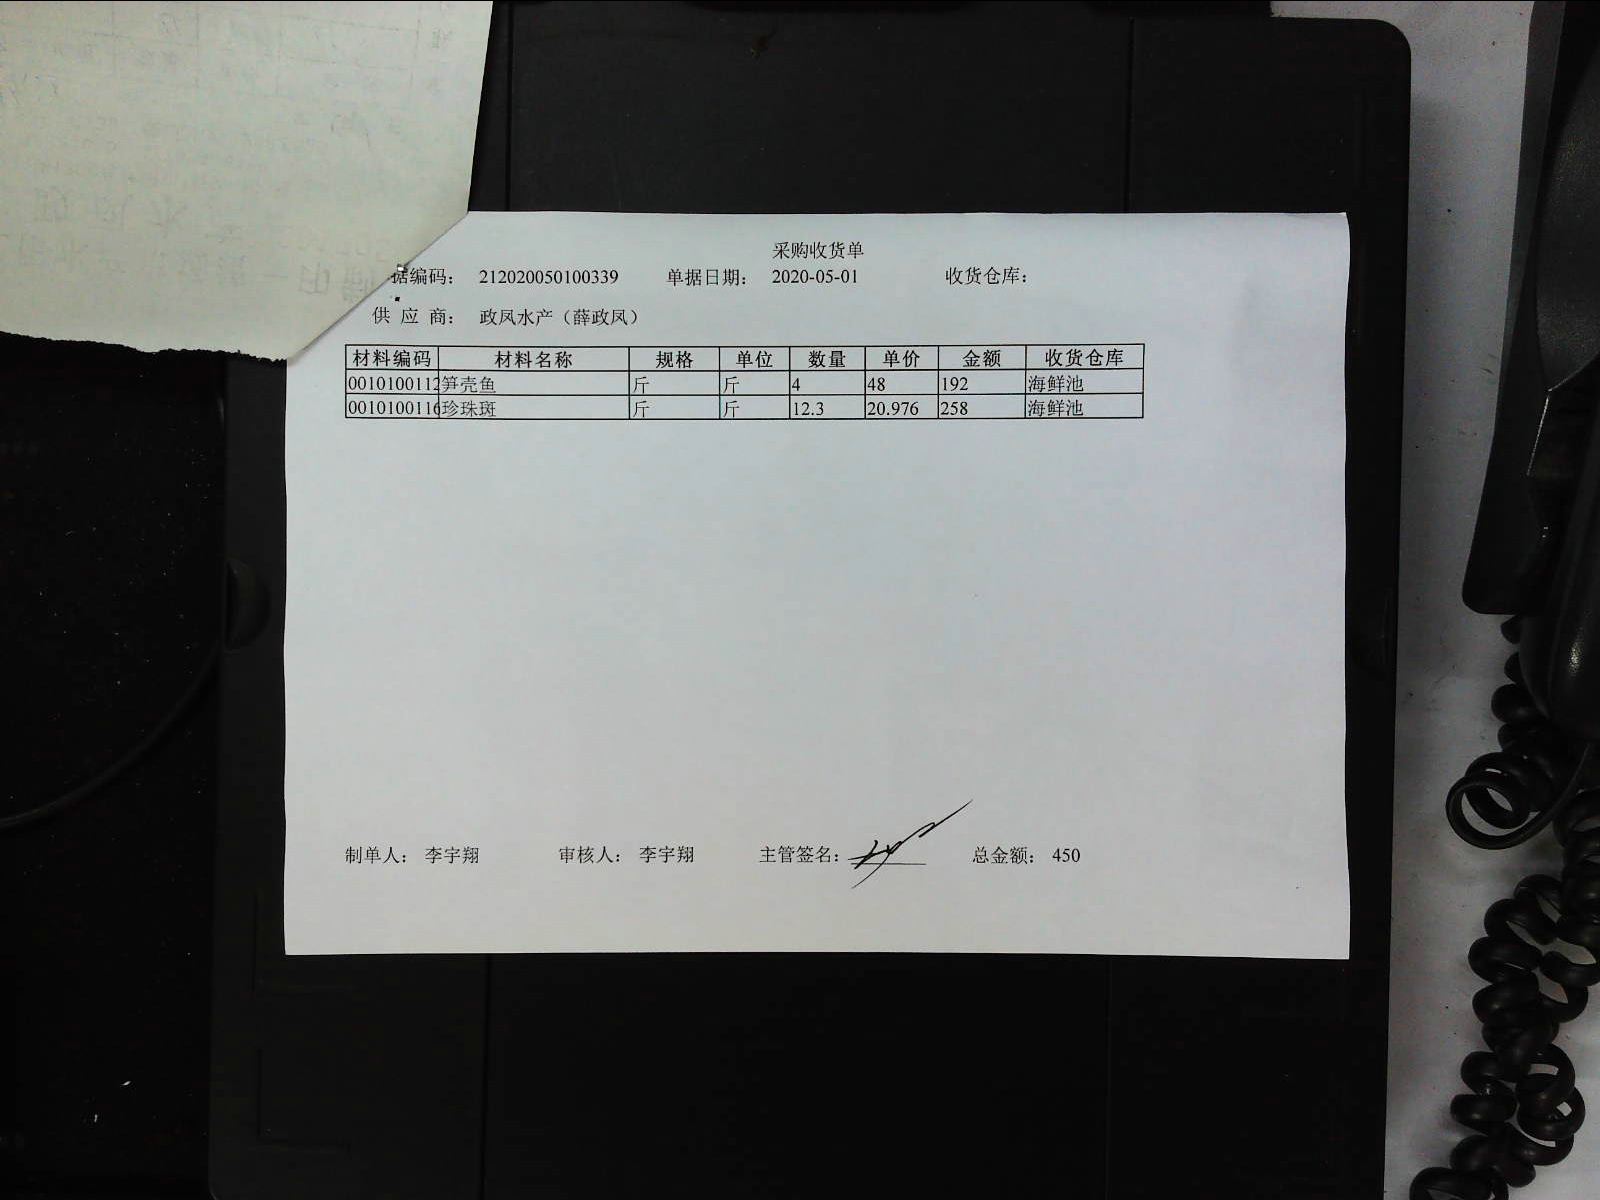 采购收货单
据编码： 212020050100339 单据日期： 2020-05-01 收货仓库：
供 应 商： 政凤水产（薛政凤）
材料编码 材料名称 规格 单位 数量 单价 金额 收货仓库
0010100112 笋壳鱼 斤 斤 4 48 192 海鲜池
0010100116 珍珠斑 斤 斤 12.3 20.976 258 海鲜池
制单人： 李宇翔 审核人： 李宇翔 主管签名： 总金额： 450